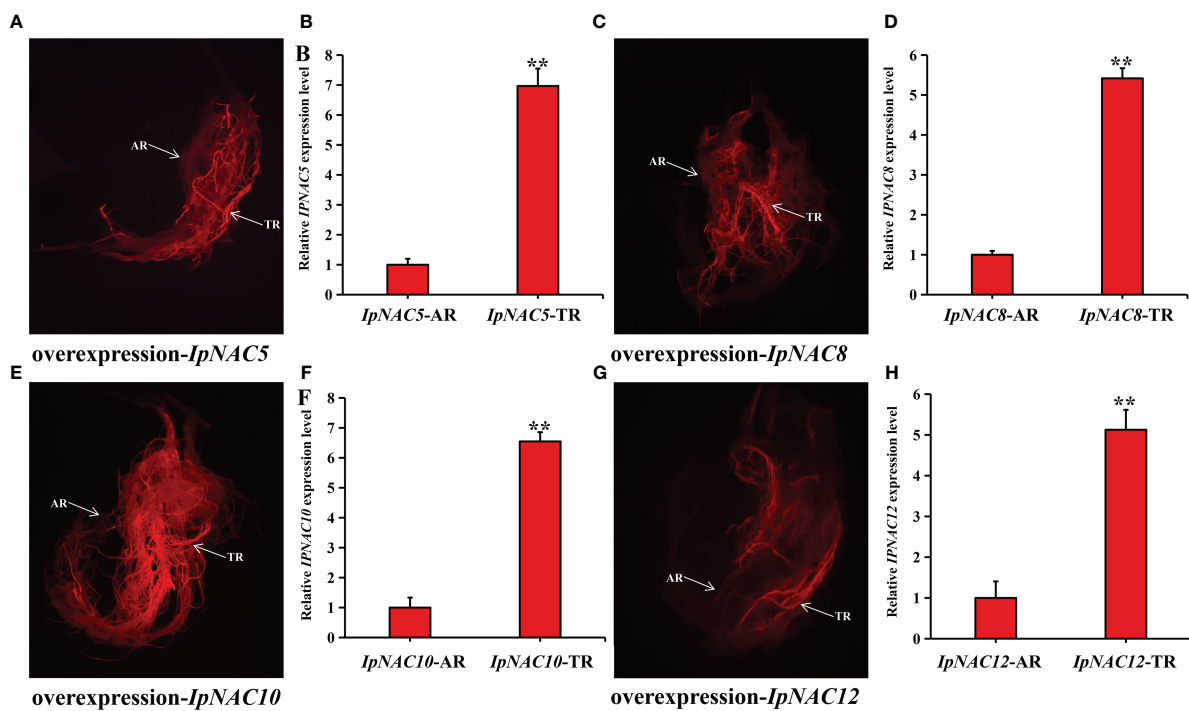 A
B
C
D
AR
TR
overexpression-IpNAC5
B
Relative IPNAC5 expression level
8
7
6
5
4
3
2
1
0
**
IpNAC5-AR IpNAC5-TR
AR
TR
overexpression-IpNAC8
Relative IPNAC8 expression level
6
5
4
3
2
1
0
**
IpNAC8-AR IpNAC8-TR
E
F
G
H
AR
TR
overexpression-IpNAC10
F
Relative IPNAC10 expression level
8
7
6
5
4
3
2
1
0
**
IpNAC10-AR IpNAC10-TR
AR
TR
overexpression-IpNAC12
Relative IPNAC12 expression level
6
5
4
3
2
1
0
**
IpNAC12-AR IpNAC12-TR